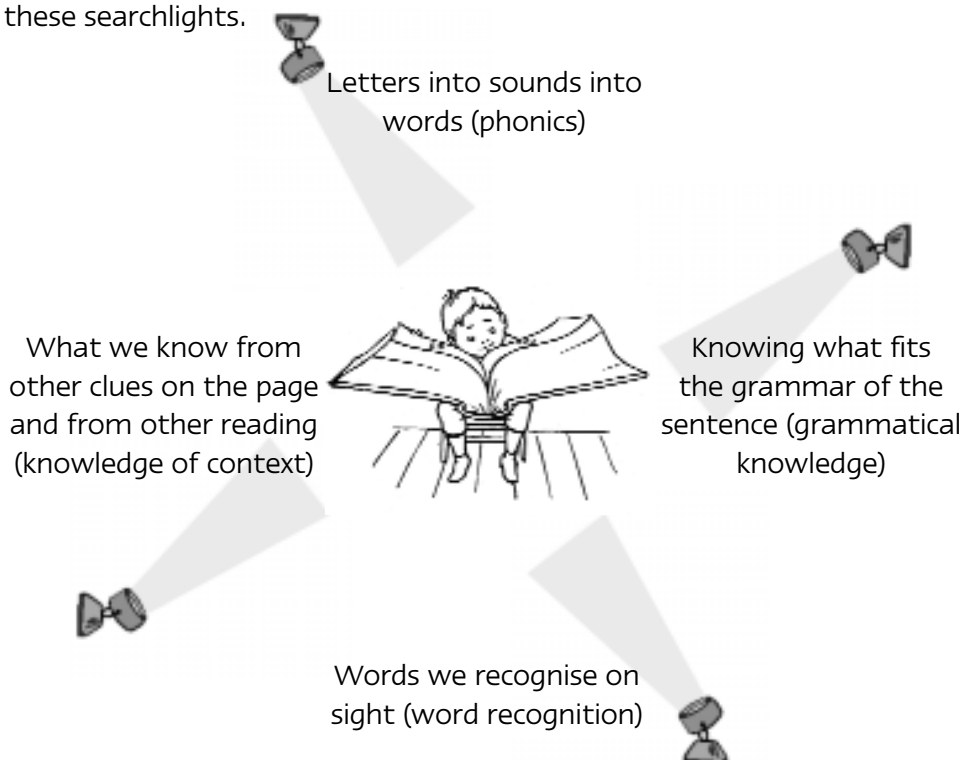 these searchlights.
Letters into sounds into
words (phonics)
What we know from
other clues on the page
and from other reading
(knowledge of context)
Knowing what fits
the grammar of the
sentence (grammatical
knowledge)
Words we recognise on
sight (word recognition)